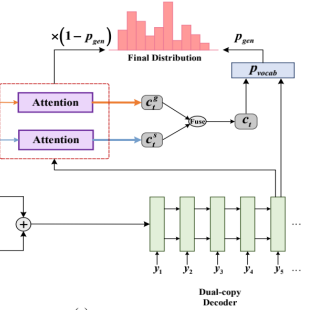 ×(1 − p_gen)
p_gen
Final Distribution
p_vocab
Attention
c_t^g
Fuse
c_t
Attention
c_t^s
+
y_1 y_2 y_3 y_4 y_5 ...
...
Dual-copy
Decoder